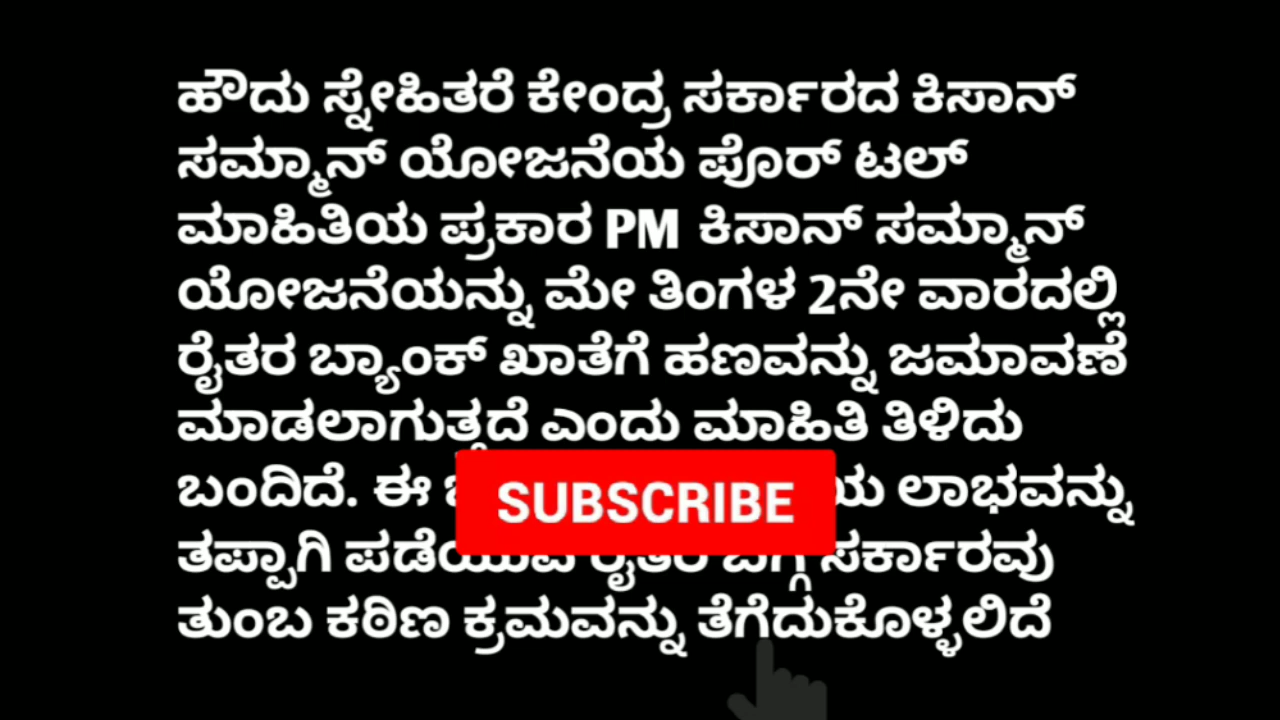 ಹೌದು ಸ್ನೇಹಿತರೆ ಕೇಂದ್ರ ಸರ್ಕಾರದ ಕಿಸಾನ್
ಸಮ್ಮಾನ್ ಯೋಜನೆಯ ಪೊರ್ ಟಲ್
ಮಾಹಿತಿಯ ಪ್ರಕಾರ PM ಕಿಸಾನ್ ಸಮ್ಮಾನ್
ಯೋಜನೆಯನ್ನು ಮೇ ತಿಂಗಳ 2ನೇ ವಾರದಲ್ಲಿ
ರೈತರ ಬ್ಯಾಂಕ್ ಖಾತೆಗೆ ಹಣವನ್ನು ಜಮಾವಣೆ
ಮಾಡಲಾಗುತ್ತದೆ ಎಂದು ಮಾಹಿತಿ ತಿಳಿದು
ಬಂದಿದೆ. ಈ ಲಾಭವನ್ನು
SUBSCRIBE
ತಪ್ಪಾಗಿ ಪಡೆಯುವ ರೈತರ ಬಗ್ಗೆ ಸರ್ಕಾರವು
ತುಂಬ ಕಠಿಣ ಕ್ರಮವನ್ನು ತೆಗೆದುಕೊಳ್ಳಲಿದೆ